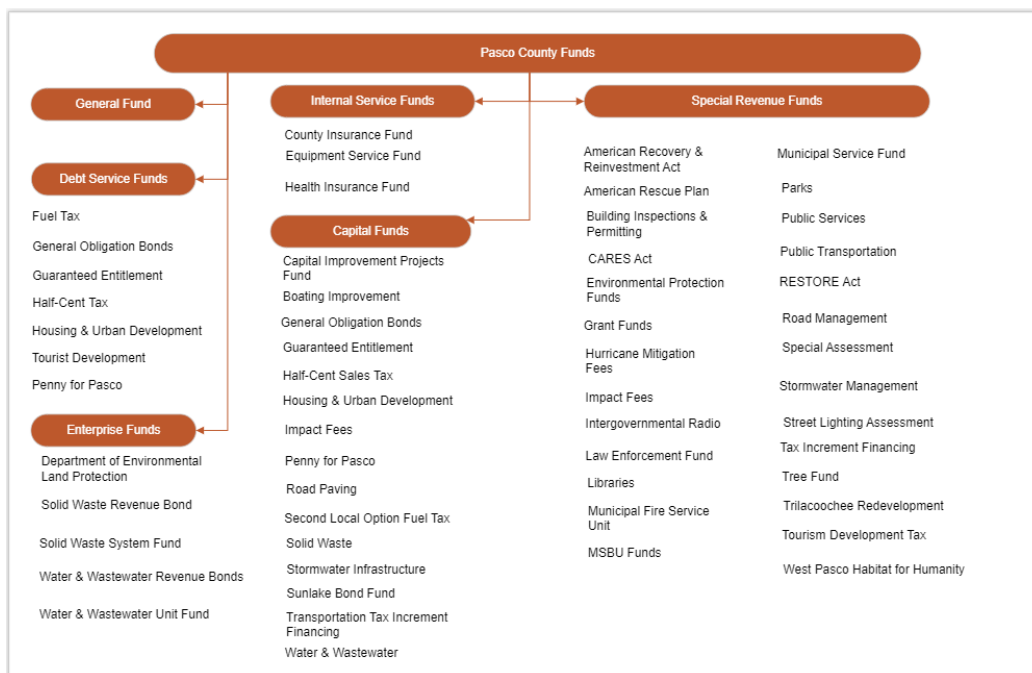 Pasco County Funds
General Fund
Debt Service Funds
Fuel Tax
General Obligation Bonds
Guaranteed Entitlement
Half-Cent Tax
Housing & Urban Development
Tourist Development
Penny for Pasco
Enterprise Funds
Department of Environmental
Land Protection
Solid Waste Revenue Bond
Solid Waste System Fund
Water & Wastewater Revenue Bonds
Water & Wastewater Unit Fund
Internal Service Funds
County Insurance Fund
Equipment Service Fund
Health Insurance Fund
Capital Funds
Capital Improvement Projects
Fund
Boating Improvement
General Obligation Bonds
Guaranteed Entitlement
Half-Cent Sales Tax
Housing & Urban Development
Impact Fees
Penny for Pasco
Road Paving
Second Local Option Fuel Tax
Solid Waste
Stormwater Infrastructure
Sunlake Bond Fund
Transportation Tax Increment
Financing
Water & Wastewater
Special Revenue Funds
American Recovery &
Reinvestment Act
American Rescue Plan
Building Inspections &
Permitting
CARES Act
Environmental Protection
Funds
Grant Funds
Hurricane Mitigation
Fees
Impact Fees
Intergovernmental Radio
Law Enforcement Fund
Libraries
Municipal Fire Service
Unit
MSBU Funds
Municipal Service Fund
Parks
Public Services
Public Transportation
RESTORE Act
Road Management
Special Assessment
Stormwater Management
Street Lighting Assessment
Tax Increment Financing
Tree Fund
Trilacoochee Redevelopment
Tourism Development Tax
West Pasco Habitat for Humanity